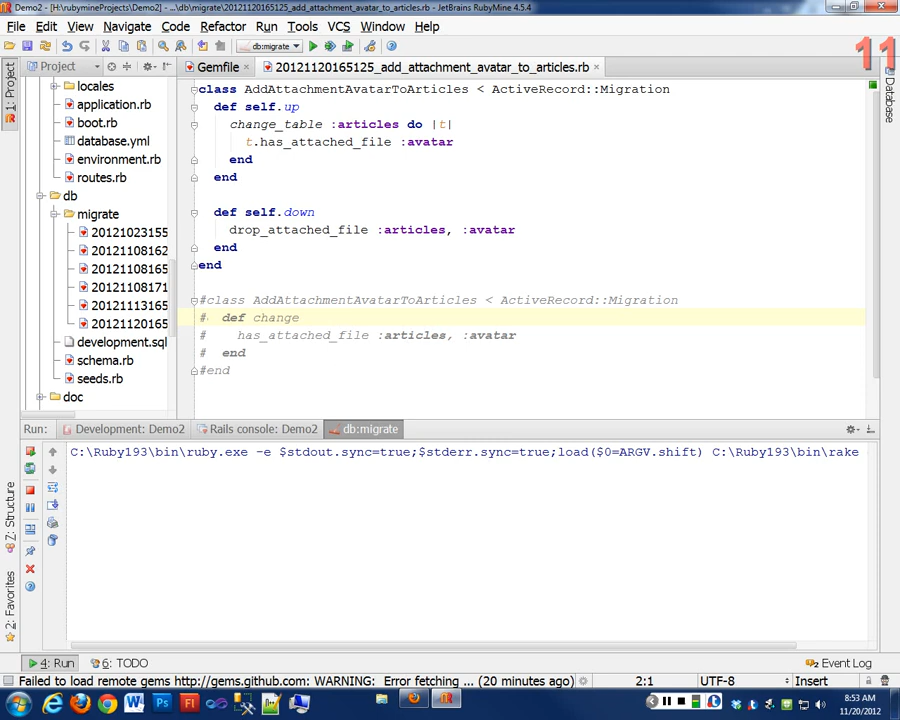 Demo2 - [H:\rubymineProjects\Demo2] - ...\db\migrate\20121120165125_add_attachment_avatar_to_articles.rb - JetBrains RubyMine 4.5.4
File Edit View Navigate Code Refactor Run Tools VCS Window Help
db:migrate
11
Project
Gemfile
20121120165125_add_attachment_avatar_to_articles.rb
1: Project
Database
locales
application.rb
boot.rb
database.yml
environment.rb
routes.rb
db
migrate
20121023155
20121108162
20121108165
20121108171
20121113165
20121120165
development.sql
schema.rb
seeds.rb
doc
class AddAttachmentAvatarToArticles < ActiveRecord::Migration
def self.up
change_table :articles do |t|
t.has_attached_file :avatar
end
end
def self.down
drop_attached_file :articles, :avatar
end
end
#class AddAttachmentAvatarToArticles < ActiveRecord::Migration
# def change
# has_attached_file :articles, :avatar
# end
#end
Run:
Development: Demo2
Rails console: Demo2
db:migrate
C:\Ruby193\bin\ruby.exe -e $stdout.sync=true;$stderr.sync=true;load($0=ARGV.shift) C:\Ruby193\bin\rake
Z: Structure
2: Favorites
4: Run
6: TODO
Event Log
Failed to load remote gems http://gems.github.com: WARNING: Error fetching ... (20 minutes ago)
2:1
UTF-8
Insert
start
8:53 AM
11/20/2012